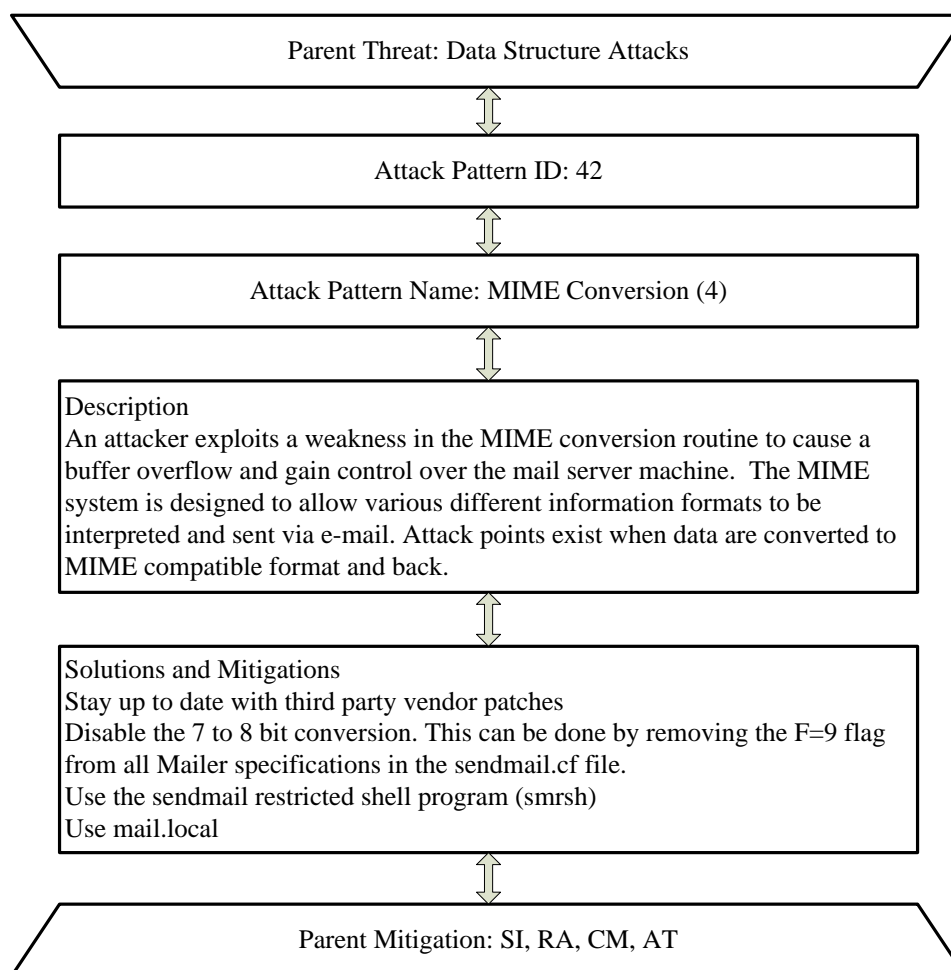 Parent Threat: Data Structure Attacks
Attack Pattern ID: 42
Attack Pattern Name: MIME Conversion (4)
Description
An attacker exploits a weakness in the MIME conversion routine to cause a
buffer overflow and gain control over the mail server machine.  The MIME
system is designed to allow various different information formats to be
interpreted and sent via e-mail. Attack points exist when data are converted to
MIME compatible format and back.
Solutions and Mitigations
Stay up to date with third party vendor patches
Disable the 7 to 8 bit conversion. This can be done by removing the F=9 flag
from all Mailer specifications in the sendmail.cf file.
Use the sendmail restricted shell program (smrsh)
Use mail.local
Parent Mitigation: SI, RA, CM, AT